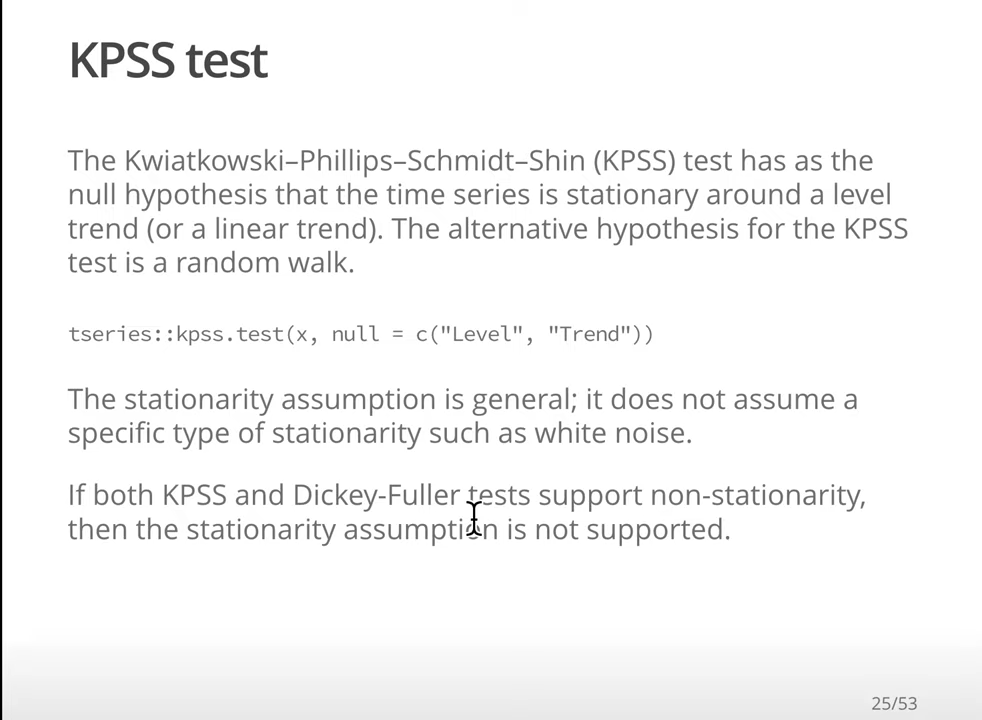 KPSS test
The Kwiatkowski–Phillips–Schmidt–Shin (KPSS) test has as the
null hypothesis that the time series is stationary around a level
trend (or a linear trend). The alternative hypothesis for the KPSS
test is a random walk.
tseries::kpss.test(x, null = c("Level", "Trend"))
The stationarity assumption is general; it does not assume a
specific type of stationarity such as white noise.
If both KPSS and Dickey-Fuller tests support non-stationarity,
then the stationarity assumption is not supported.
25/53